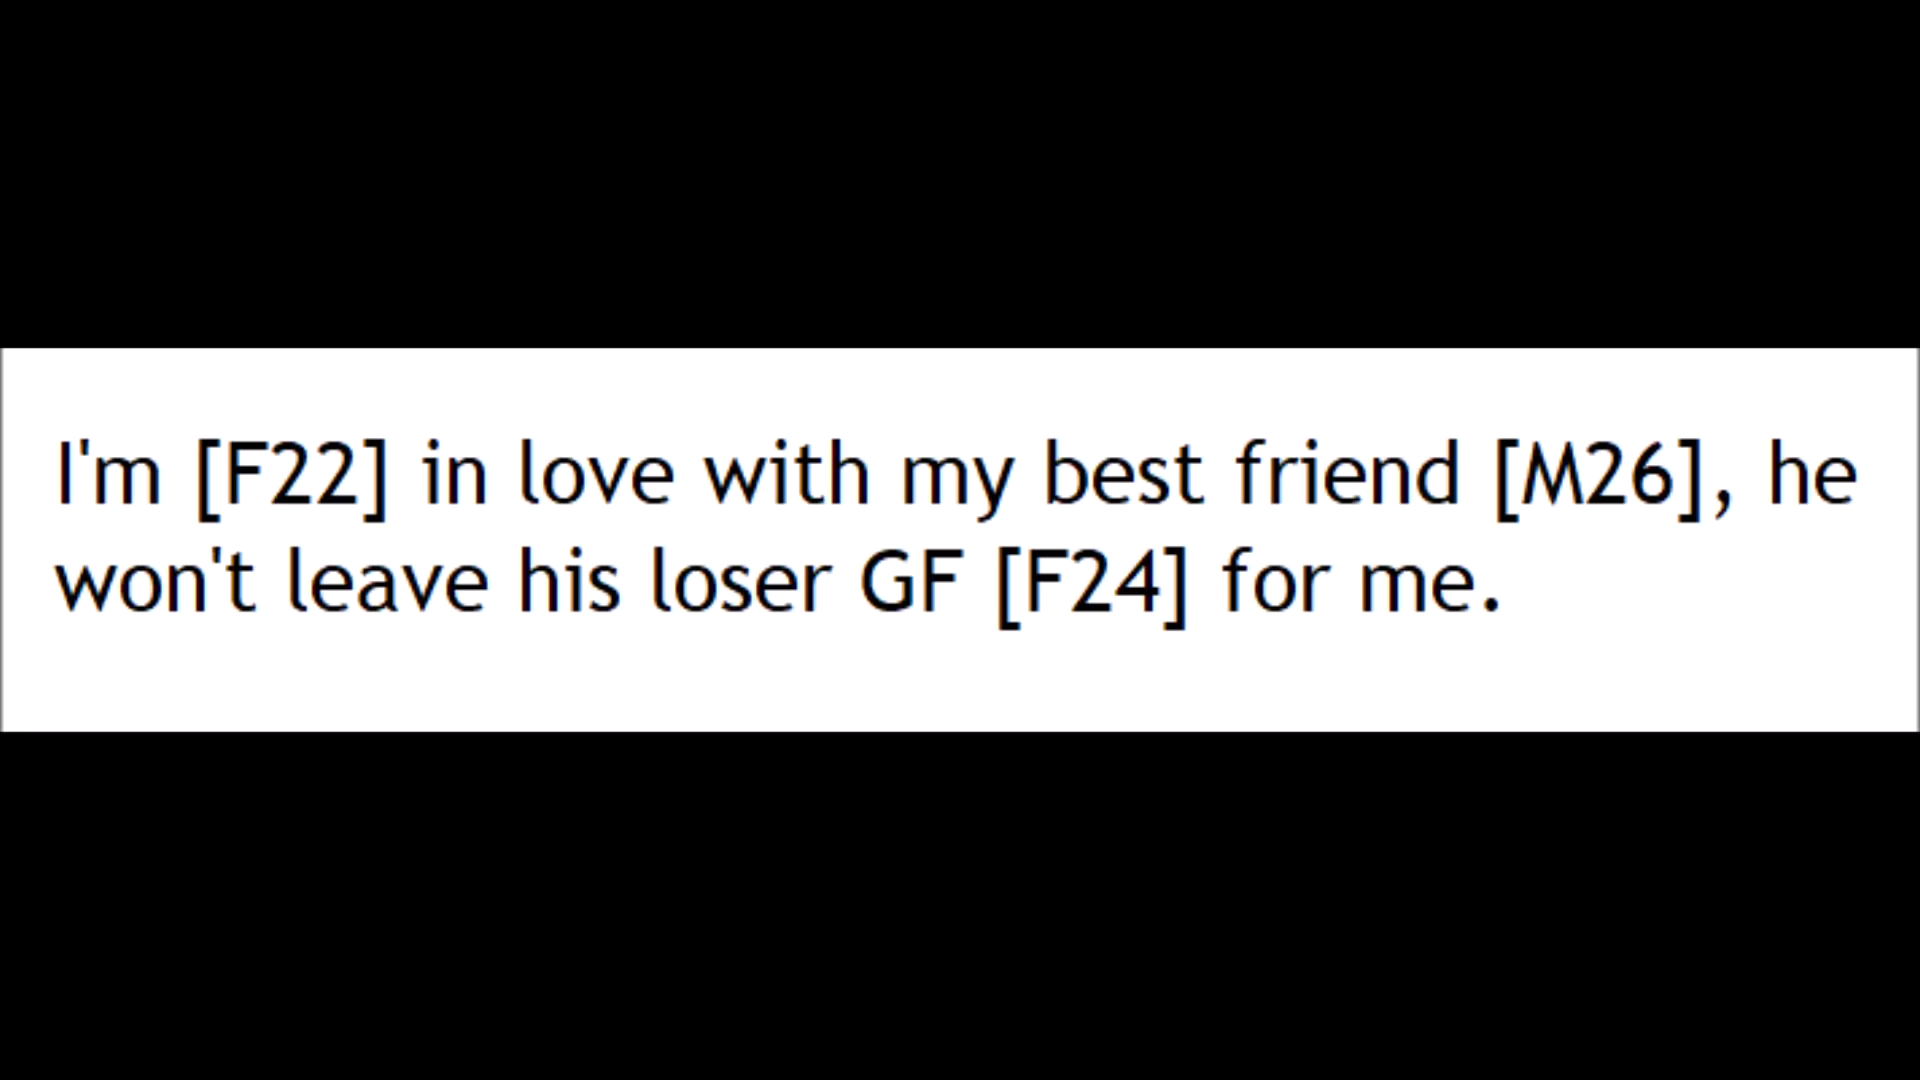 I'm [F22] in love with my best friend [M26], he
won't leave his loser GF [F24] for me.